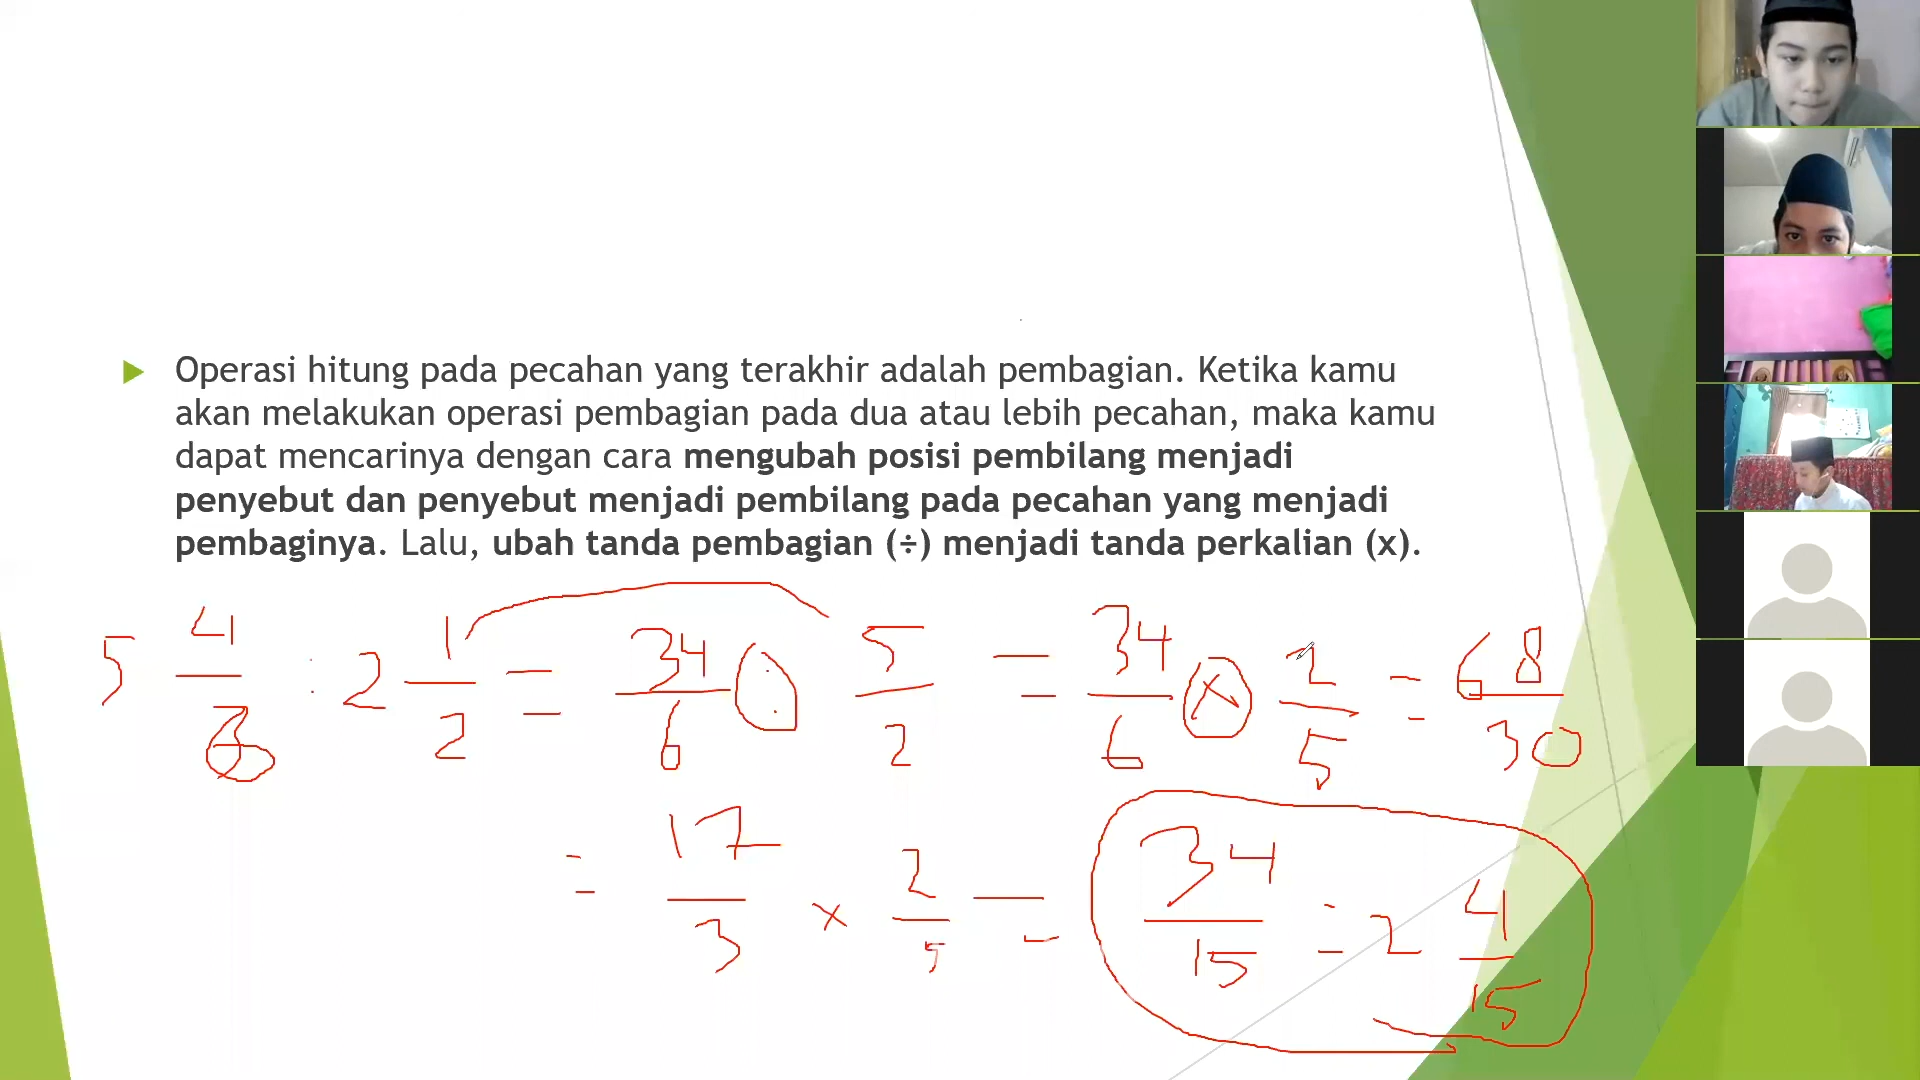 Operasi hitung pada pecahan yang terakhir adalah pembagian. Ketika kamu
akan melakukan operasi pembagian pada dua atau lebih pecahan, maka kamu
dapat mencarinya dengan cara mengubah posisi pembilang menjadi
penyebut dan penyebut menjadi pembilang pada pecahan yang menjadi
pembaginya. Lalu, ubah tanda pembagian (÷) menjadi tanda perkalian (x).
5 4/6 : 2 1/2 = 34/6 : 5/2 = 34/6 x 2/5 = 68/30
= 17/3 x 2/5 = 34/15 = 2 4/15